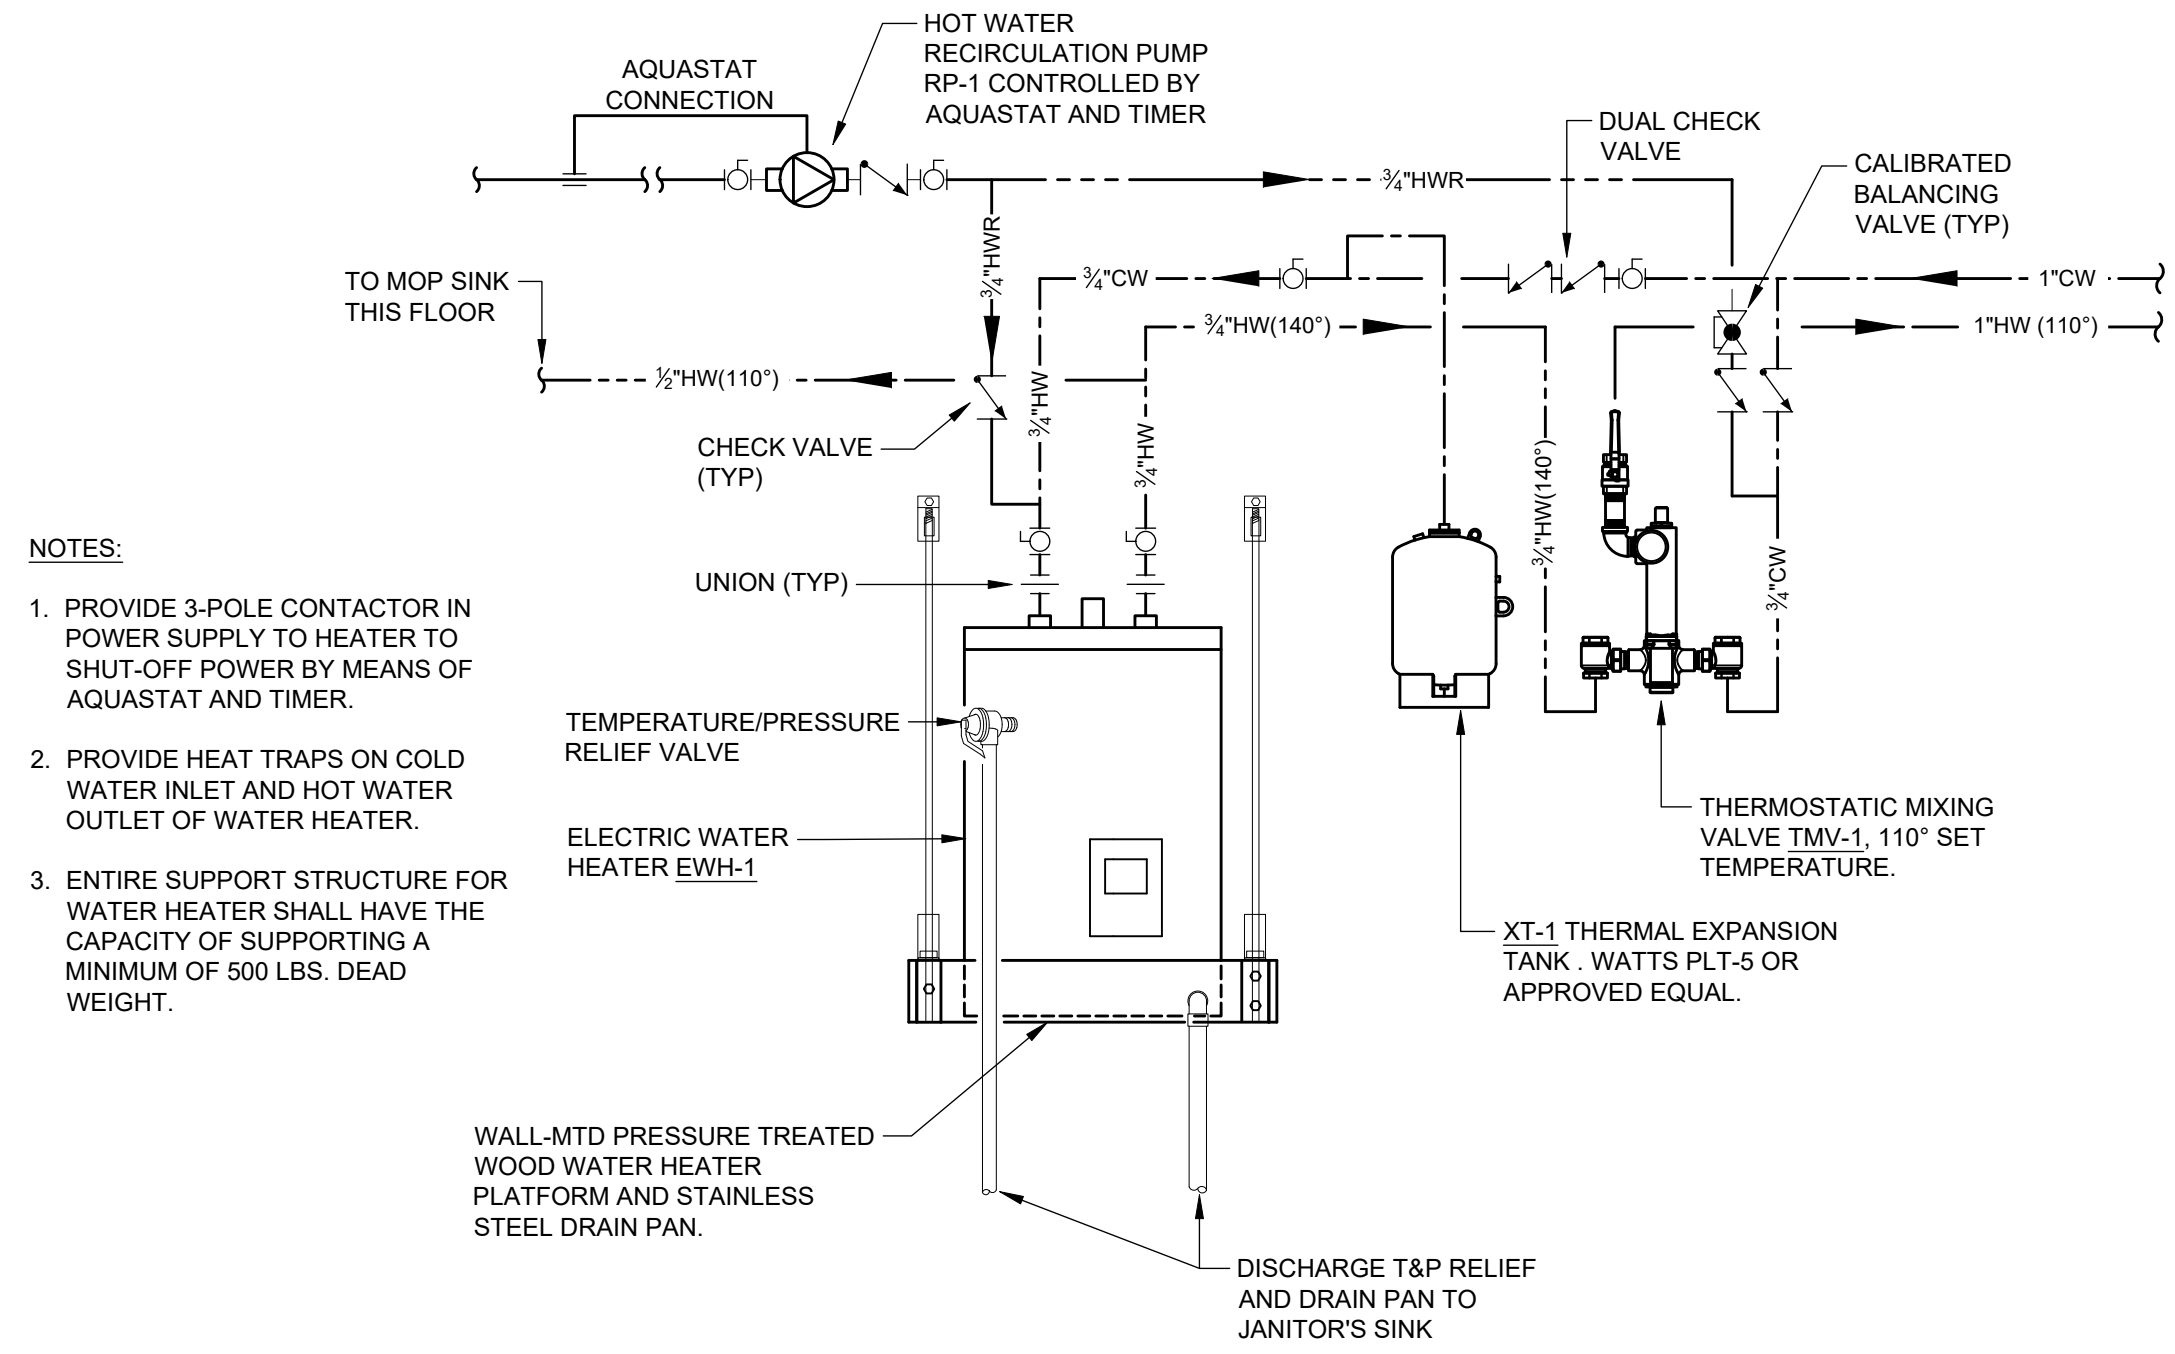 HOT WATER
RECIRCULATION PUMP
RP-1 CONTROLLED BY
AQUASTAT AND TIMER
AQUASTAT
CONNECTION
DUAL CHECK
VALVE
CALIBRATED
BALANCING
VALVE (TYP)
¾"HWR
¾"HWR
TO MOP SINK
THIS FLOOR
¾"CW
1"CW
¾"HW(140°)
1"HW (110°)
½"HW(110°)
¾"HW
¾"HW
CHECK VALVE
(TYP)
¾"HW(140°)
¾"CW
UNION (TYP)
NOTES:
1. PROVIDE 3-POLE CONTACTOR IN
POWER SUPPLY TO HEATER TO
SHUT-OFF POWER BY MEANS OF
AQUASTAT AND TIMER.
2. PROVIDE HEAT TRAPS ON COLD
WATER INLET AND HOT WATER
OUTLET OF WATER HEATER.
3. ENTIRE SUPPORT STRUCTURE FOR
WATER HEATER SHALL HAVE THE
CAPACITY OF SUPPORTING A
MINIMUM OF 500 LBS. DEAD
WEIGHT.
TEMPERATURE/PRESSURE
RELIEF VALVE
ELECTRIC WATER
HEATER EWH-1
THERMOSTATIC MIXING
VALVE TMV-1, 110° SET
TEMPERATURE.
XT-1 THERMAL EXPANSION
TANK . WATTS PLT-5 OR
APPROVED EQUAL.
WALL-MTD PRESSURE TREATED
WOOD WATER HEATER
PLATFORM AND STAINLESS
STEEL DRAIN PAN.
DISCHARGE T&P RELIEF
AND DRAIN PAN TO
JANITOR'S SINK